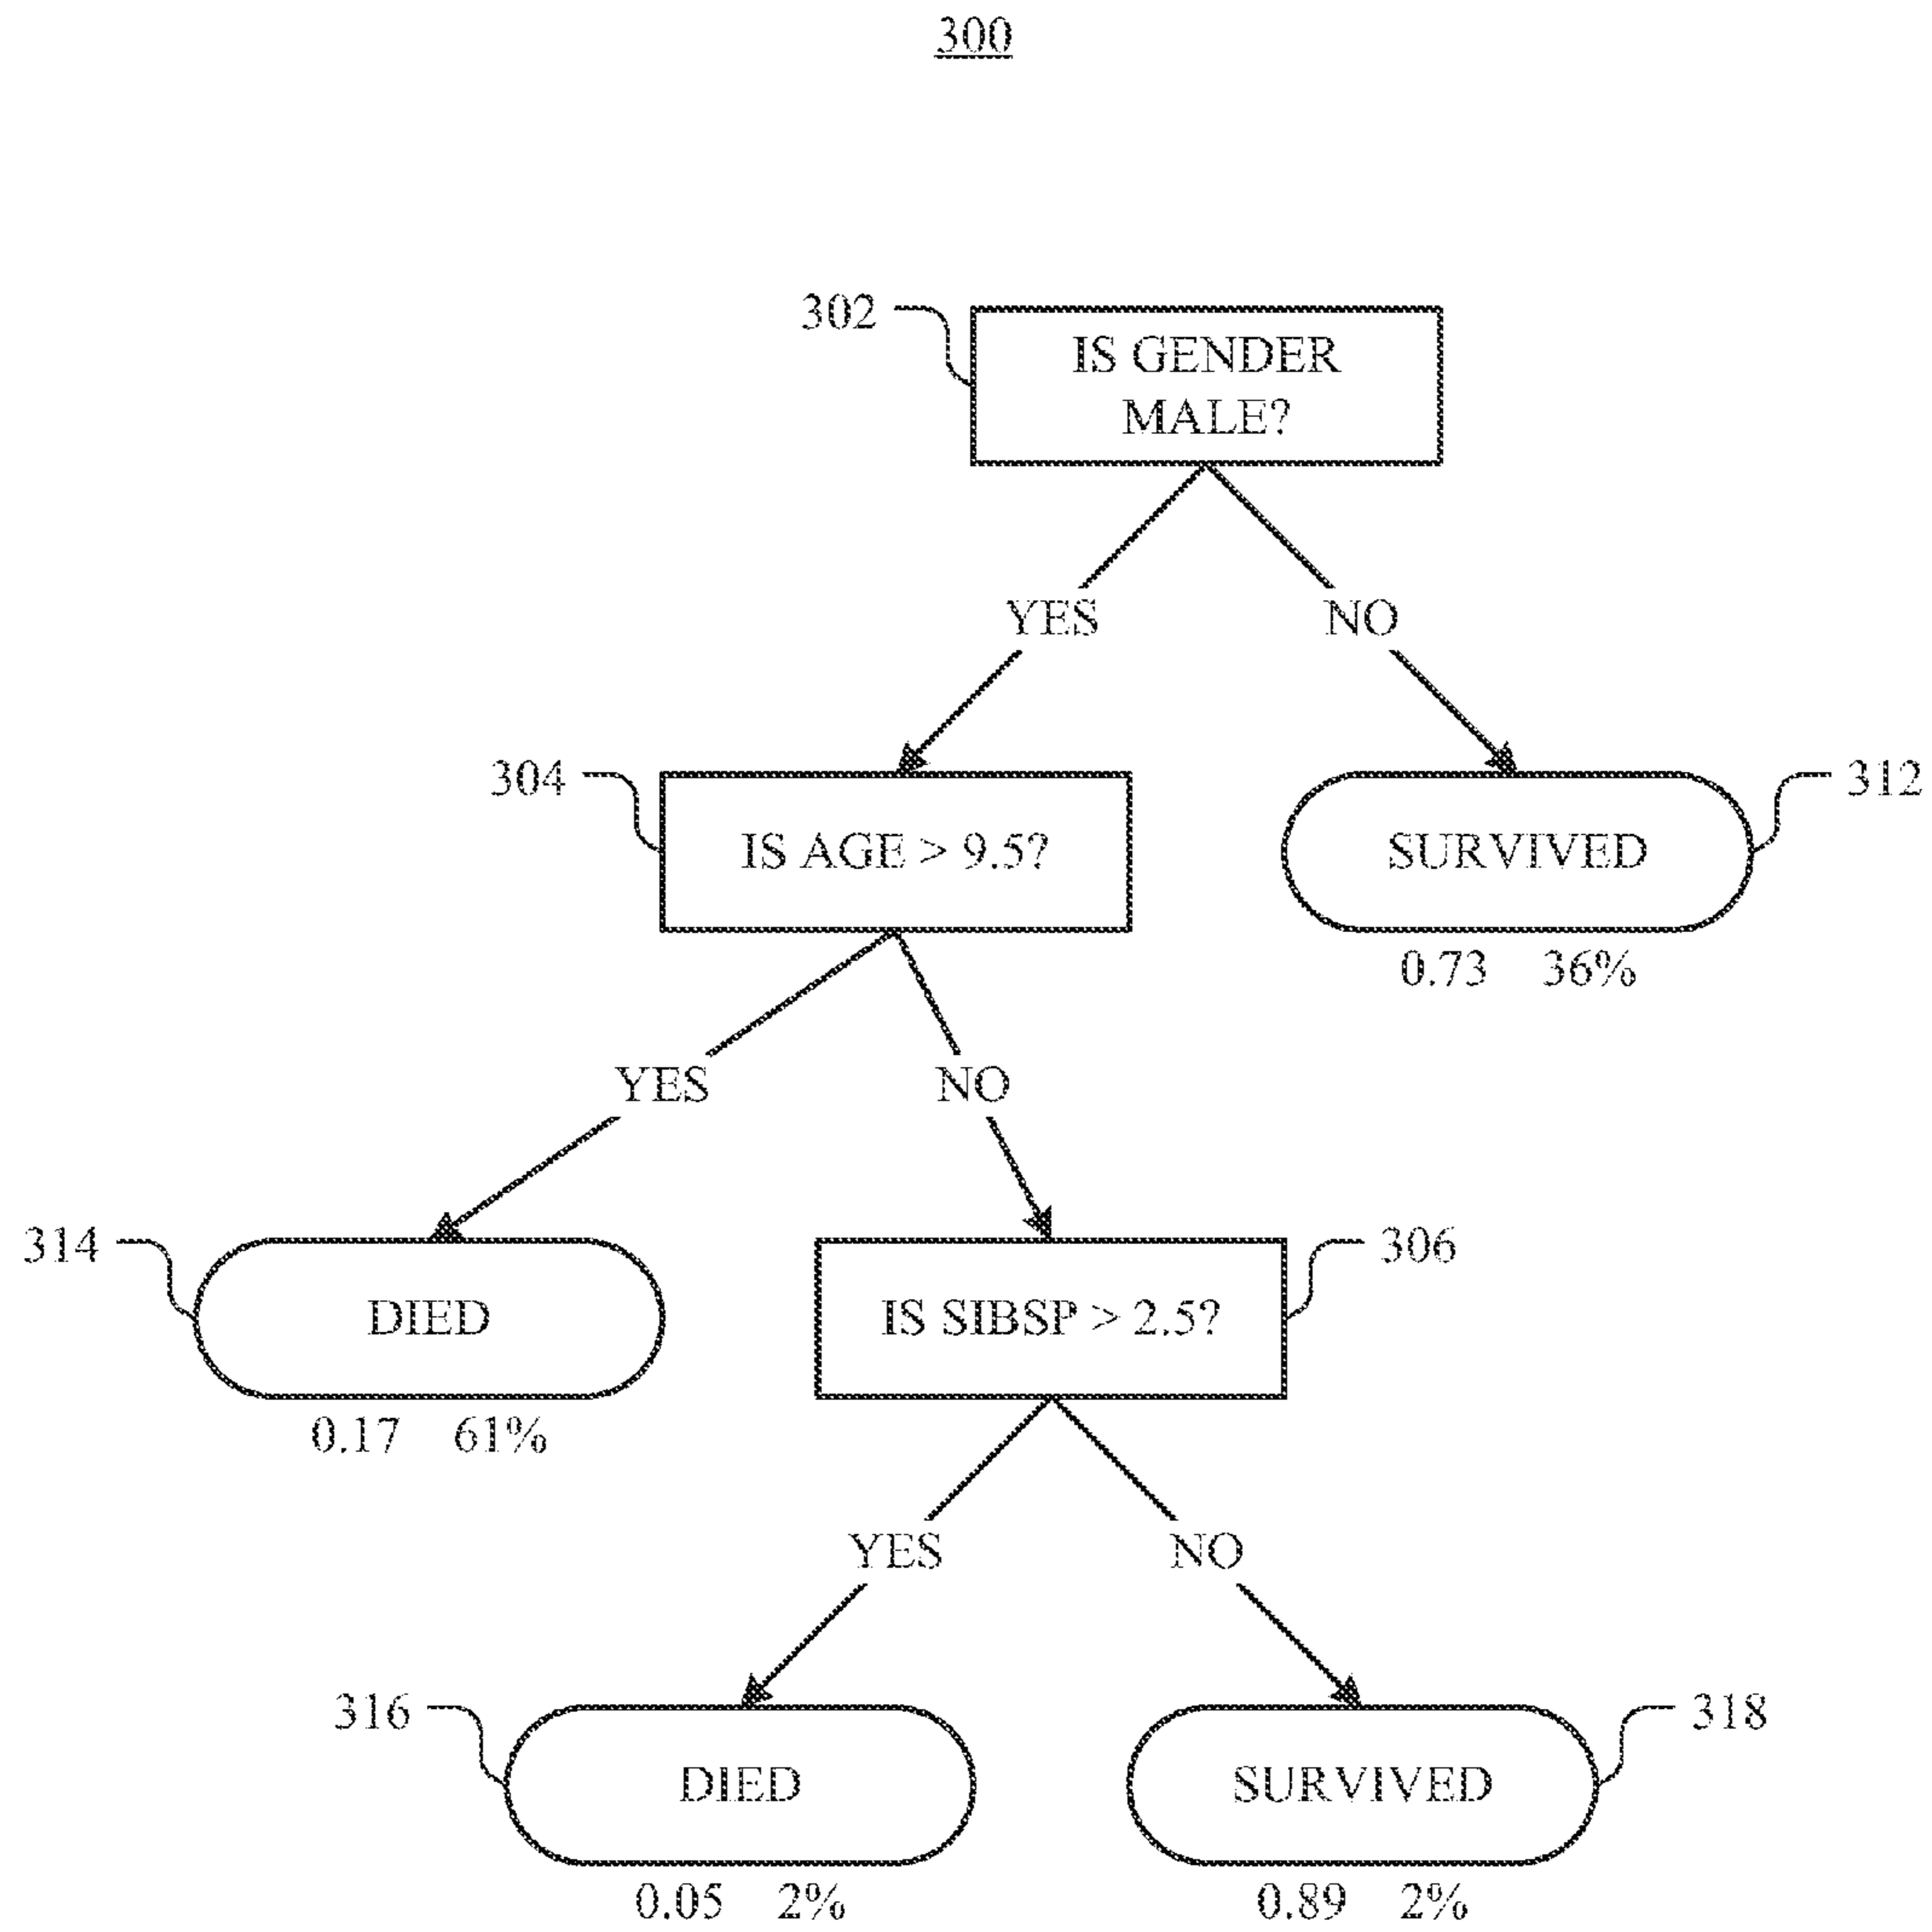 300
302
IS GENDER
MALE?
YES
NO
304
IS AGE > 9.5?
312
SURVIVED
0.73 36%
YES
NO
314
DIED
0.17 61%
306
IS SIBSP > 2.5?
YES
NO
316
DIED
0.05 2%
318
SURVIVED
0.89 2%